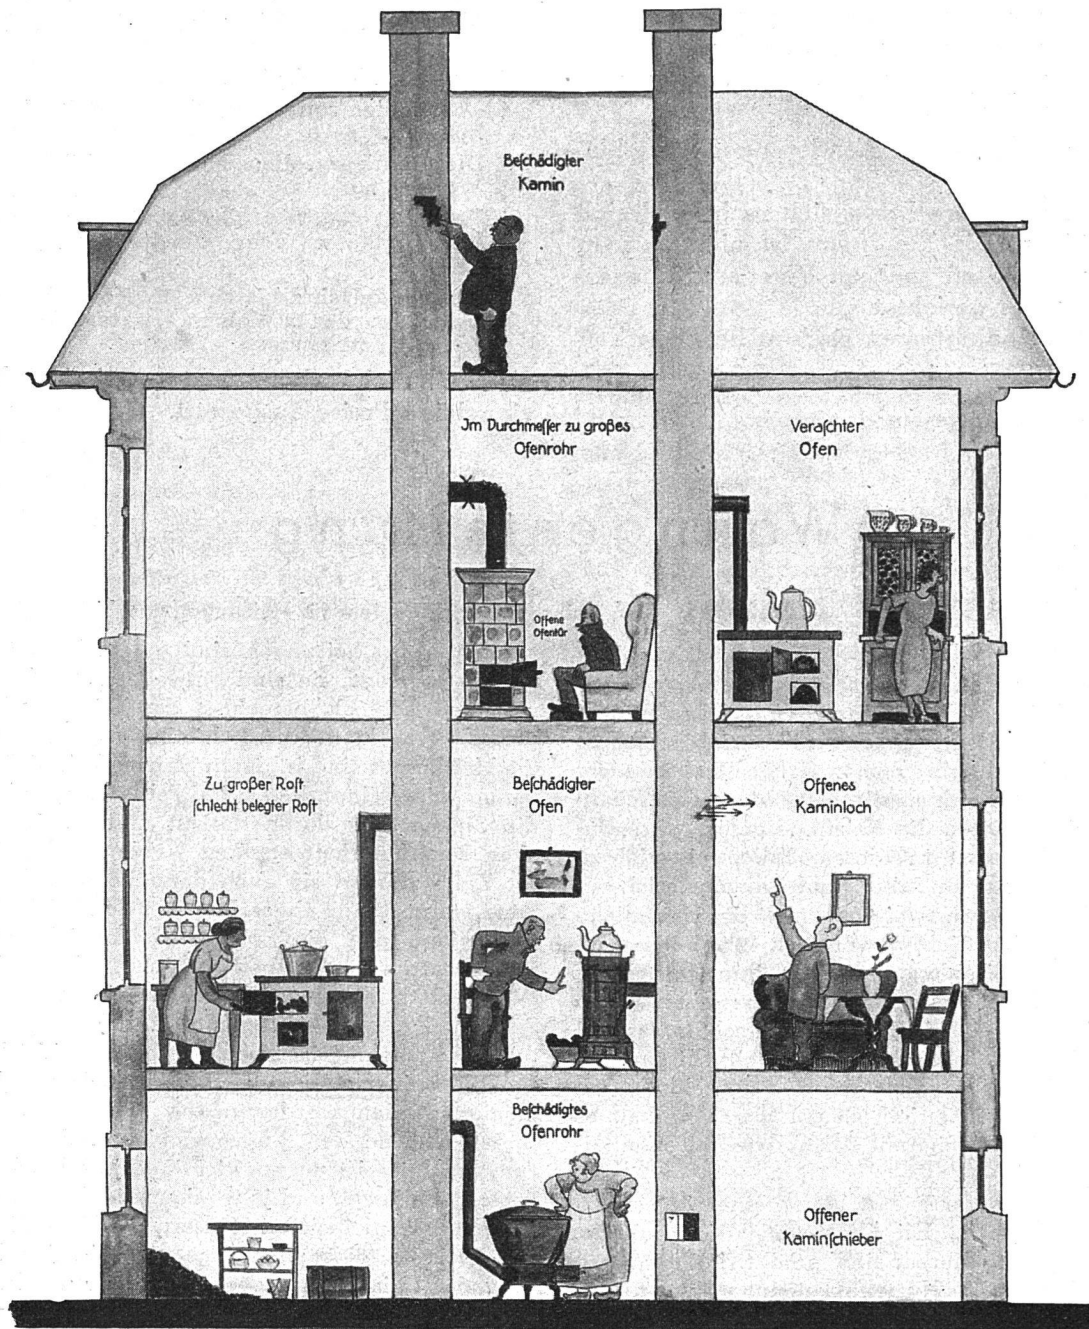 Beſchädigter
Kamin
Im Durchmeſſer zu großes
Ofenrohr
Veraſchter
Ofen
Offene
Ofentür
Zu großer Roſt
ſchlecht belegter Roſt
Beſchädigter
Ofen
Offenes
Kaminloch
Beſchädigtes
Ofenrohr
Offener
Kaminſchieber